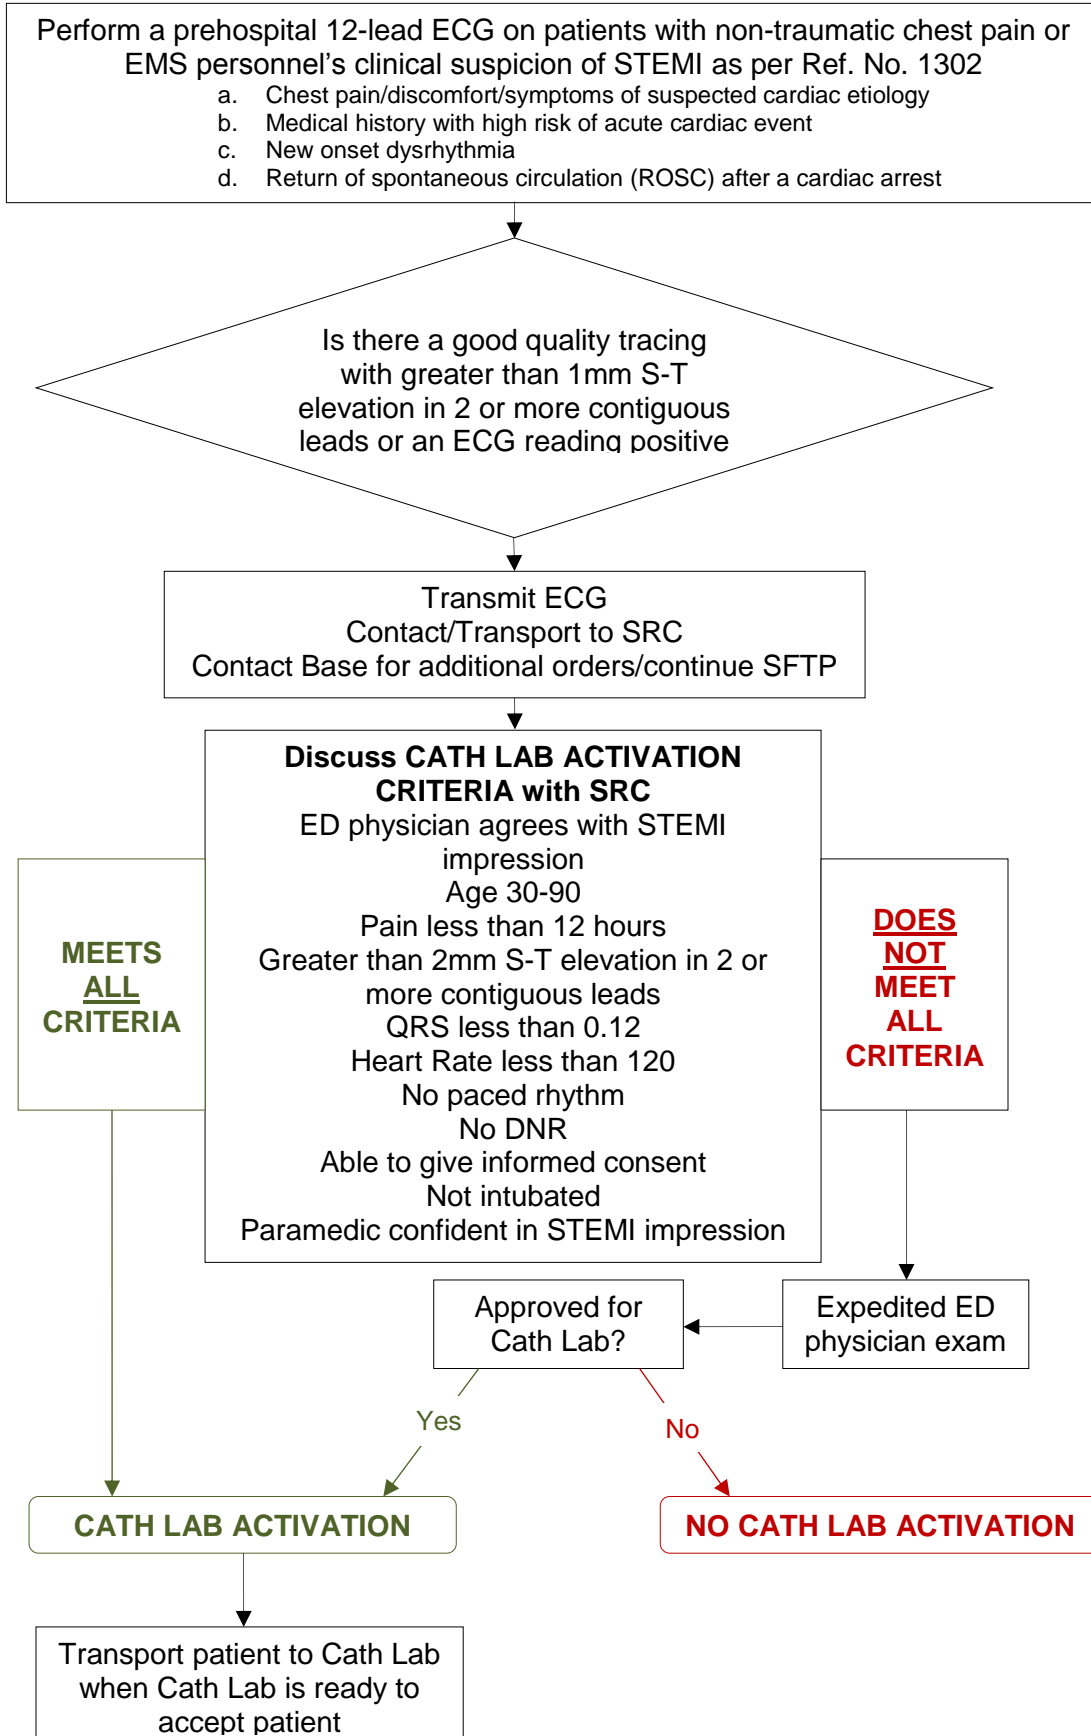 Perform a prehospital 12-lead ECG on patients with non-traumatic chest pain or
EMS personnel’s clinical suspicion of STEMI as per Ref. No. 1302
a. Chest pain/discomfort/symptoms of suspected cardiac etiology
b. Medical history with high risk of acute cardiac event
c. New onset dysrhythmia
d. Return of spontaneous circulation (ROSC) after a cardiac arrest
Is there a good quality tracing
with greater than 1mm S-T
elevation in 2 or more contiguous
leads or an ECG reading positive
Transmit ECG
Contact/Transport to SRC
Contact Base for additional orders/continue SFTP
Discuss CATH LAB ACTIVATION
CRITERIA with SRC
ED physician agrees with STEMI
impression
Age 30-90
Pain less than 12 hours
Greater than 2mm S-T elevation in 2 or
more contiguous leads
QRS less than 0.12
Heart Rate less than 120
No paced rhythm
No DNR
Able to give informed consent
Not intubated
Paramedic confident in STEMI impression
MEETS
ALL
CRITERIA
DOES
NOT
MEET
ALL
CRITERIA
Approved for
Cath Lab?
Expedited ED
physician exam
Yes
No
CATH LAB ACTIVATION
NO CATH LAB ACTIVATION
Transport patient to Cath Lab
when Cath Lab is ready to
accept patient